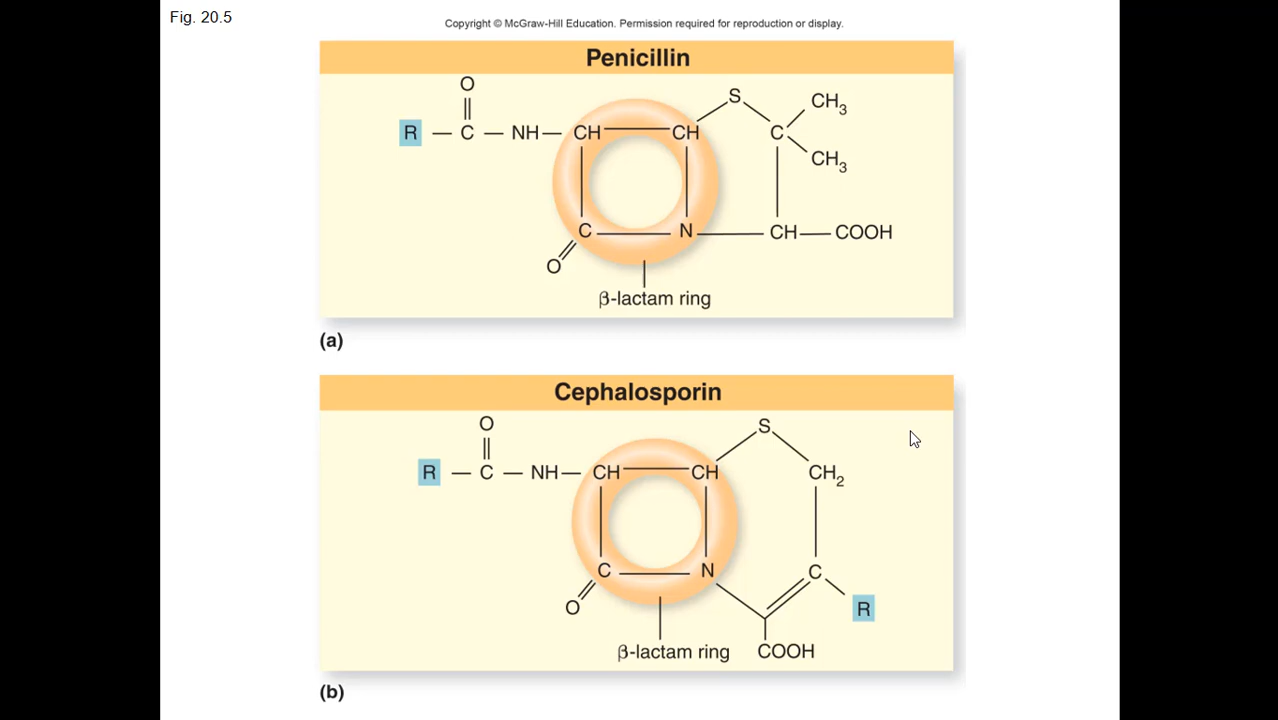 Fig. 20.5
Copyright © McGraw-Hill Education. Permission required for reproduction or display.
Penicillin
O
S
CH3
R C NH CH CH C
CH3
C N CH COOH
O
β-lactam ring
(a)
Cephalosporin
O
S
R C NH CH CH CH2
C N C
O R
β-lactam ring COOH
(b)